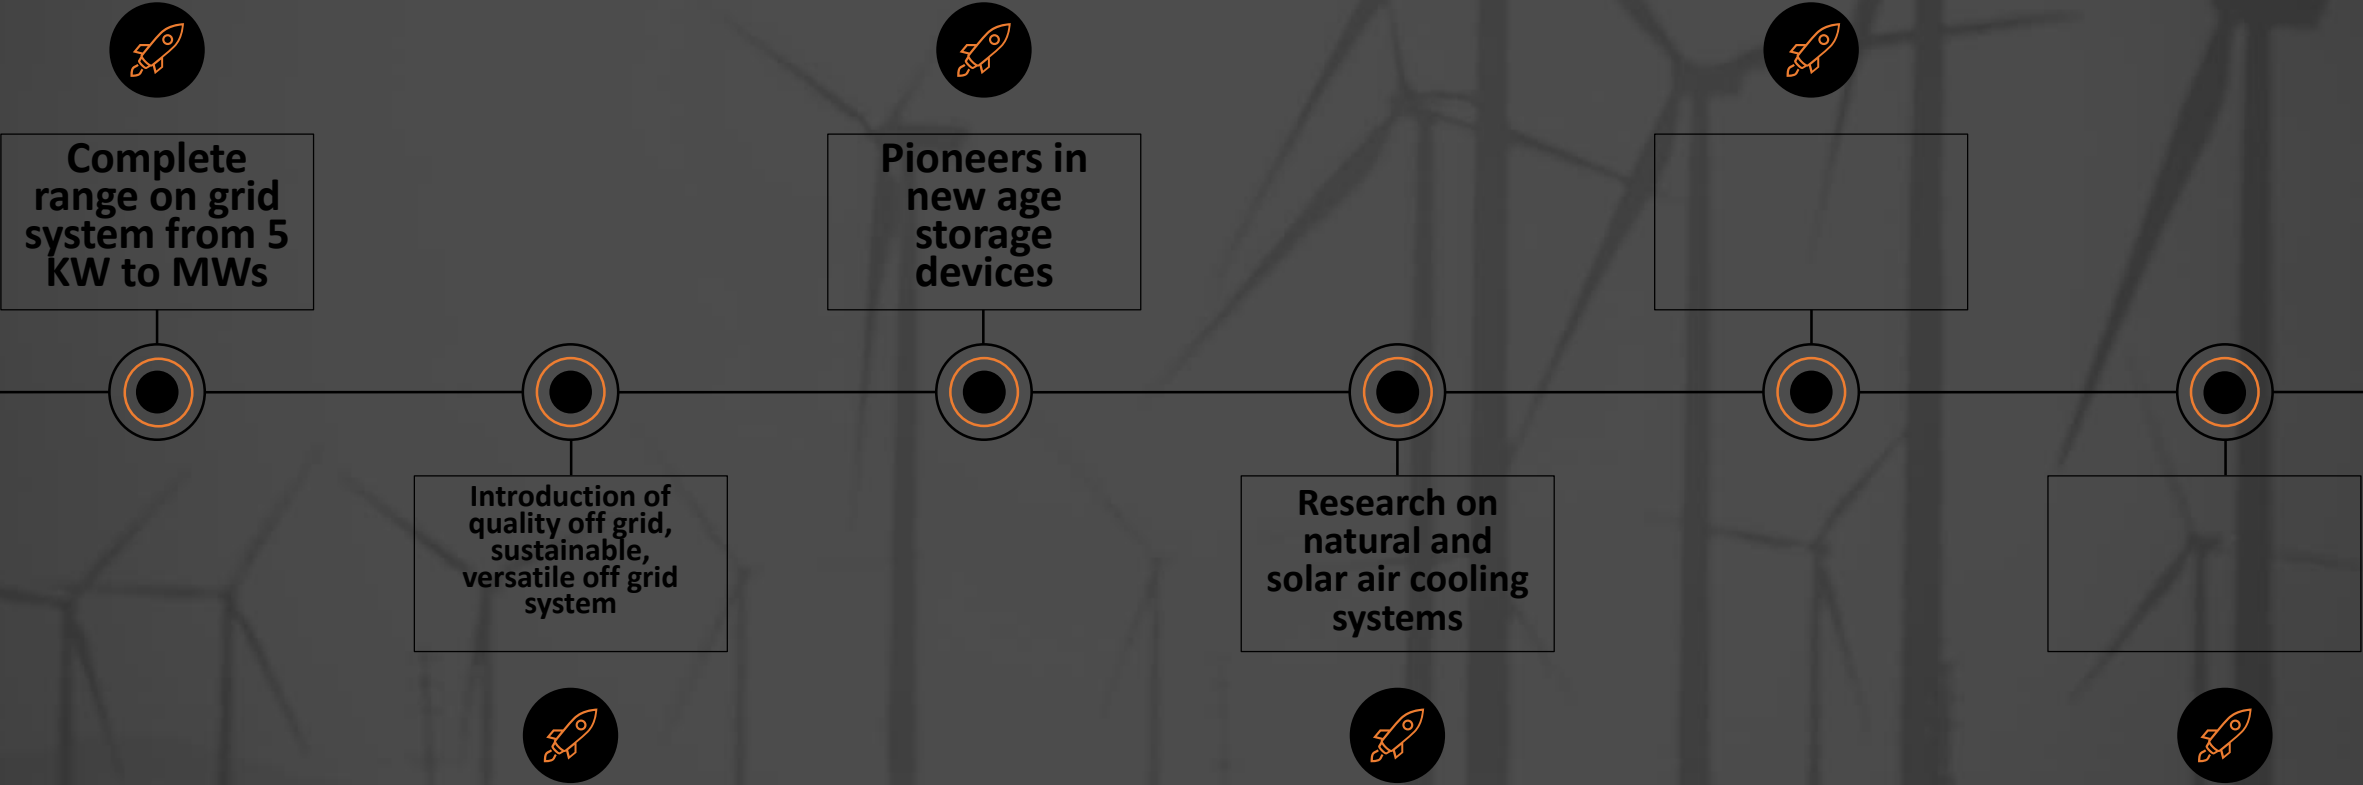 Complete
range on grid
system from 5
KW to MWs
Introduction of
quality off grid,
sustainable,
versatile off grid
system
Pioneers in
new age
storage
devices
Research on
natural and
solar air cooling
systems